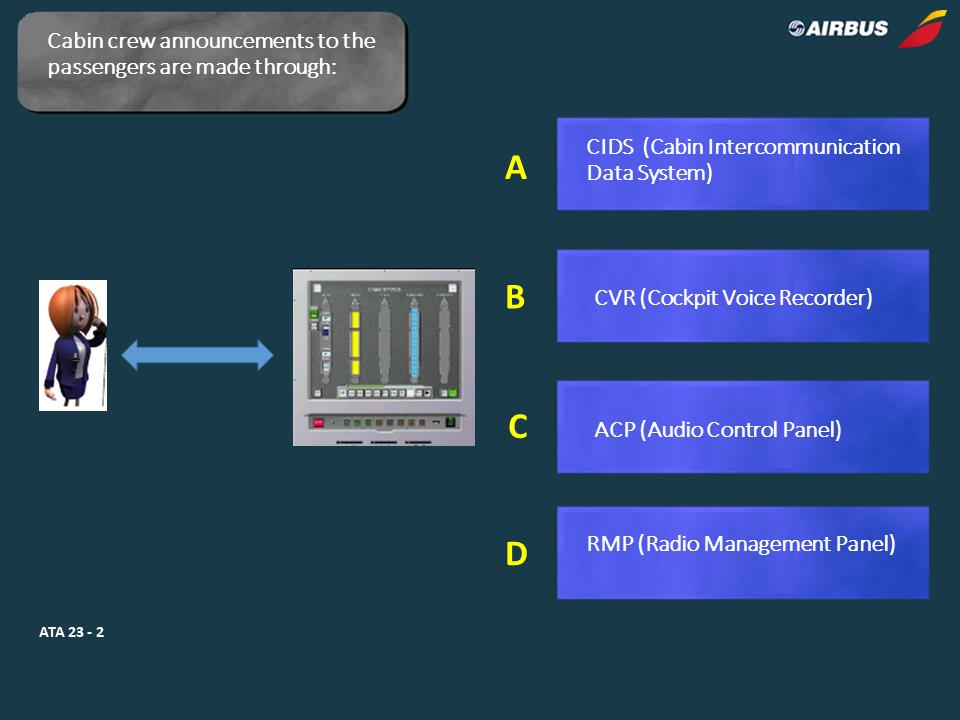 Cabin crew announcements to the
passengers are made through:
AIRBUS
A
CIDS (Cabin Intercommunication
Data System)
B
CVR (Cockpit Voice Recorder)
CABIN STATUS
C
ACP (Audio Control Panel)
D
RMP (Radio Management Panel)
ATA 23 - 2